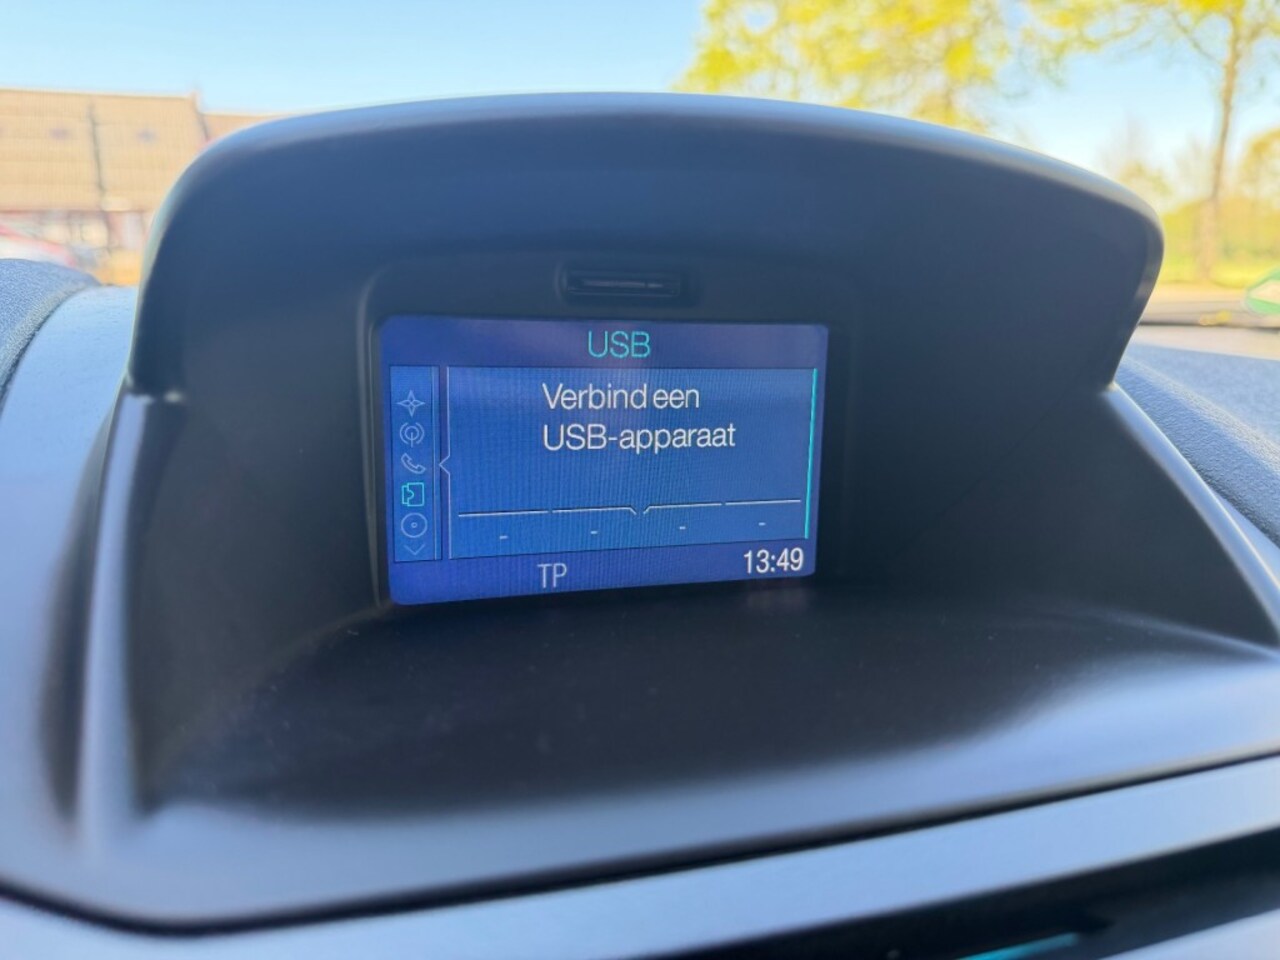 USB
Verbind een
USB-apparaat
- - - -
TP 13:49